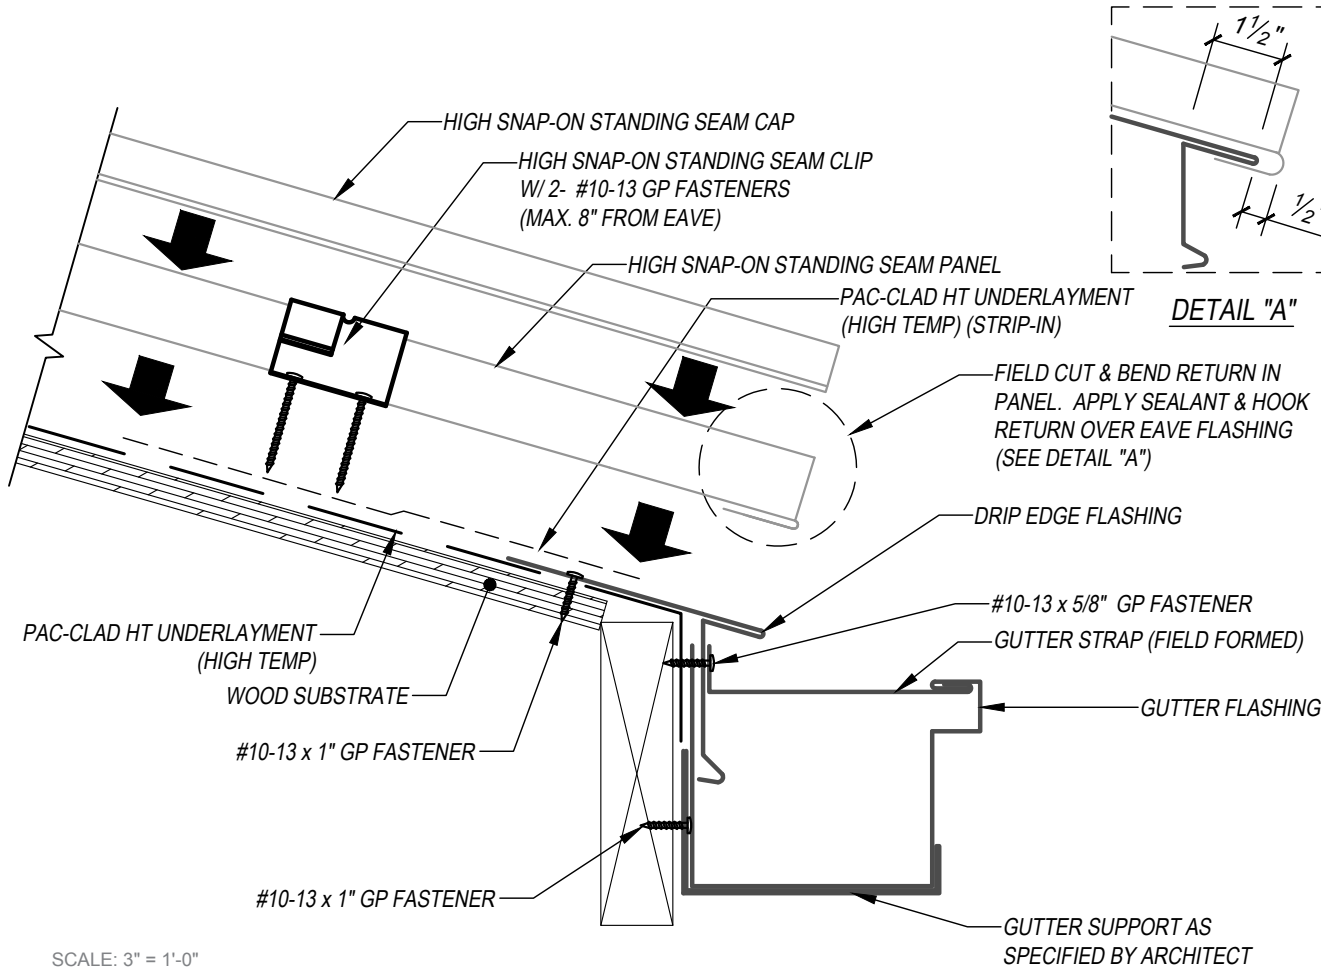 1 1/2"
HIGH SNAP-ON STANDING SEAM CAP
HIGH SNAP-ON STANDING SEAM CLIP
W/ 2- #10-13 GP FASTENERS
(MAX. 8" FROM EAVE)
1/2"
HIGH SNAP-ON STANDING SEAM PANEL
PAC-CLAD HT UNDERLAYMENT
(HIGH TEMP) (STRIP-IN)
DETAIL "A"
FIELD CUT & BEND RETURN IN
PANEL. APPLY SEALANT & HOOK
RETURN OVER EAVE FLASHING
(SEE DETAIL "A")
DRIP EDGE FLASHING
#10-13 x 5/8" GP FASTENER
GUTTER STRAP (FIELD FORMED)
PAC-CLAD HT UNDERLAYMENT
(HIGH TEMP)
WOOD SUBSTRATE
GUTTER FLASHING
#10-13 x 1" GP FASTENER
#10-13 x 1" GP FASTENER
GUTTER SUPPORT AS
SPECIFIED BY ARCHITECT
SCALE: 3" = 1'-0"